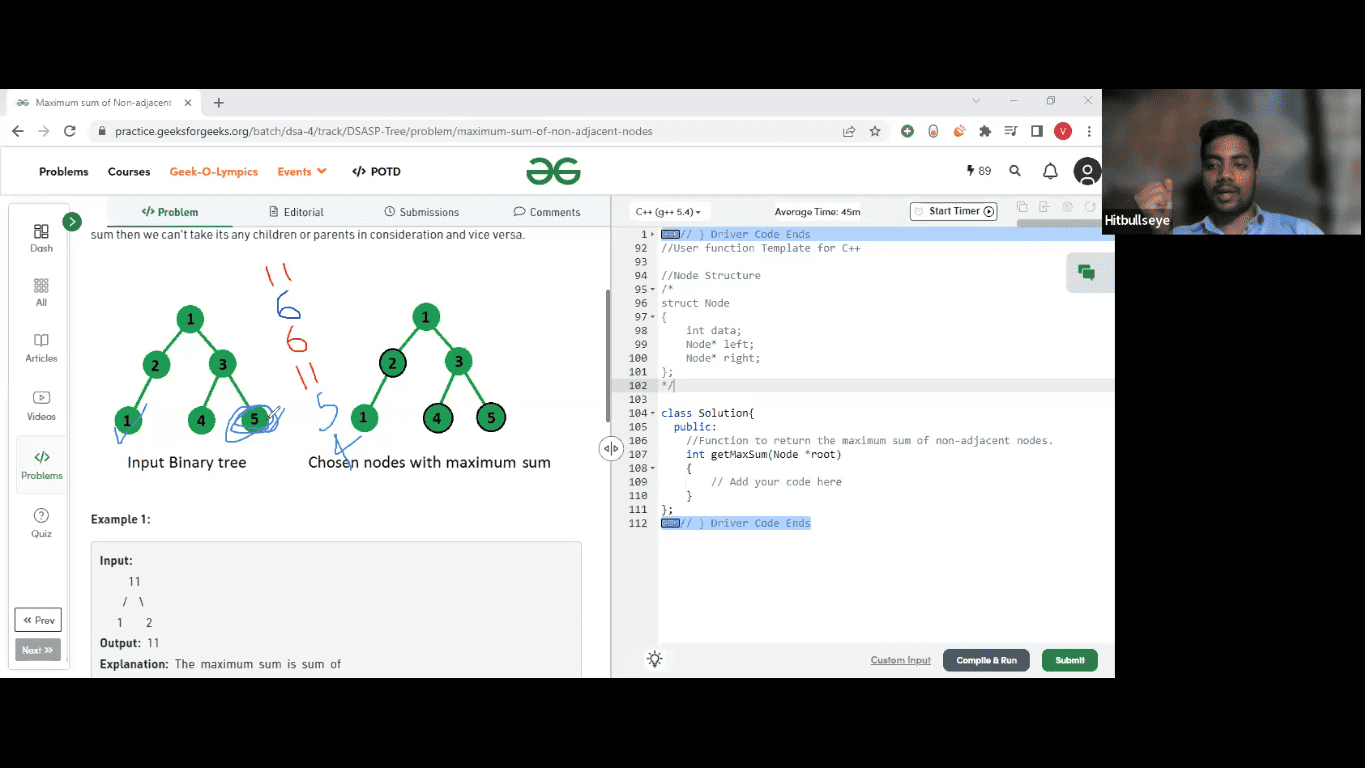 Maximum sum of Non-adjacent
practice.geeksforgeeks.org/batch/dsa-4/track/DSASP-Tree/problem/maximum-sum-of-non-adjacent-nodes
V
Problems Courses Geek-O-Lympics Events </> POTD
89
Hitbullseye
Dash
All
Articles
Videos
</>
Problems
Quiz
« Prev
Next »
</> Problem Editorial Submissions Comments
sum then we can't take its any children or parents in consideration and vice versa.
11
6
6
11
5
4
1
2 3
1 4 5
Input Binary tree
1
2 3
1 4 5
Chosen nodes with maximum sum
Example 1:
Input:
11
/ \
1 2
Output: 11
Explanation: The maximum sum is sum of
C++ (g++ 5.4) Average Time: 45m Start Timer
1 // } Driver Code Ends
92 //User function Template for C++
93
94 //Node Structure
95 /*
96 struct Node
97 {
98 int data;
99 Node* left;
100 Node* right;
101 };
102 */
103
104 class Solution{
105 public:
106 //Function to return the maximum sum of non-adjacent nodes.
107 int getMaxSum(Node *root)
108 {
109 // Add your code here
110 }
111 };
112 // } Driver Code Ends
Custom Input Compile & Run Submit